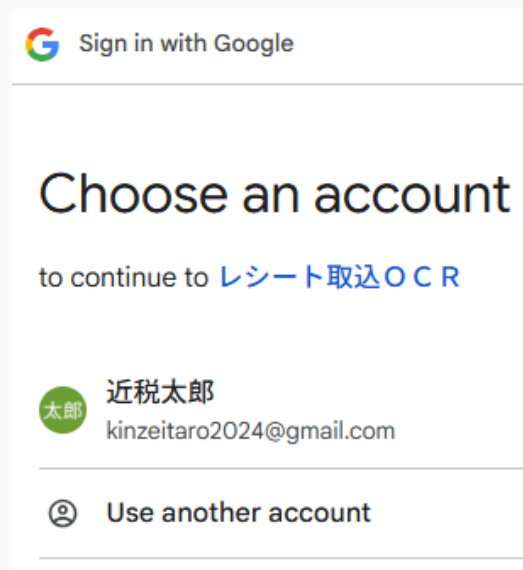 Sign in with Google
Choose an account
to continue to レシート取込ＯＣＲ
太郎
近税太郎
kinzeitaro2024@gmail.com
Use another account